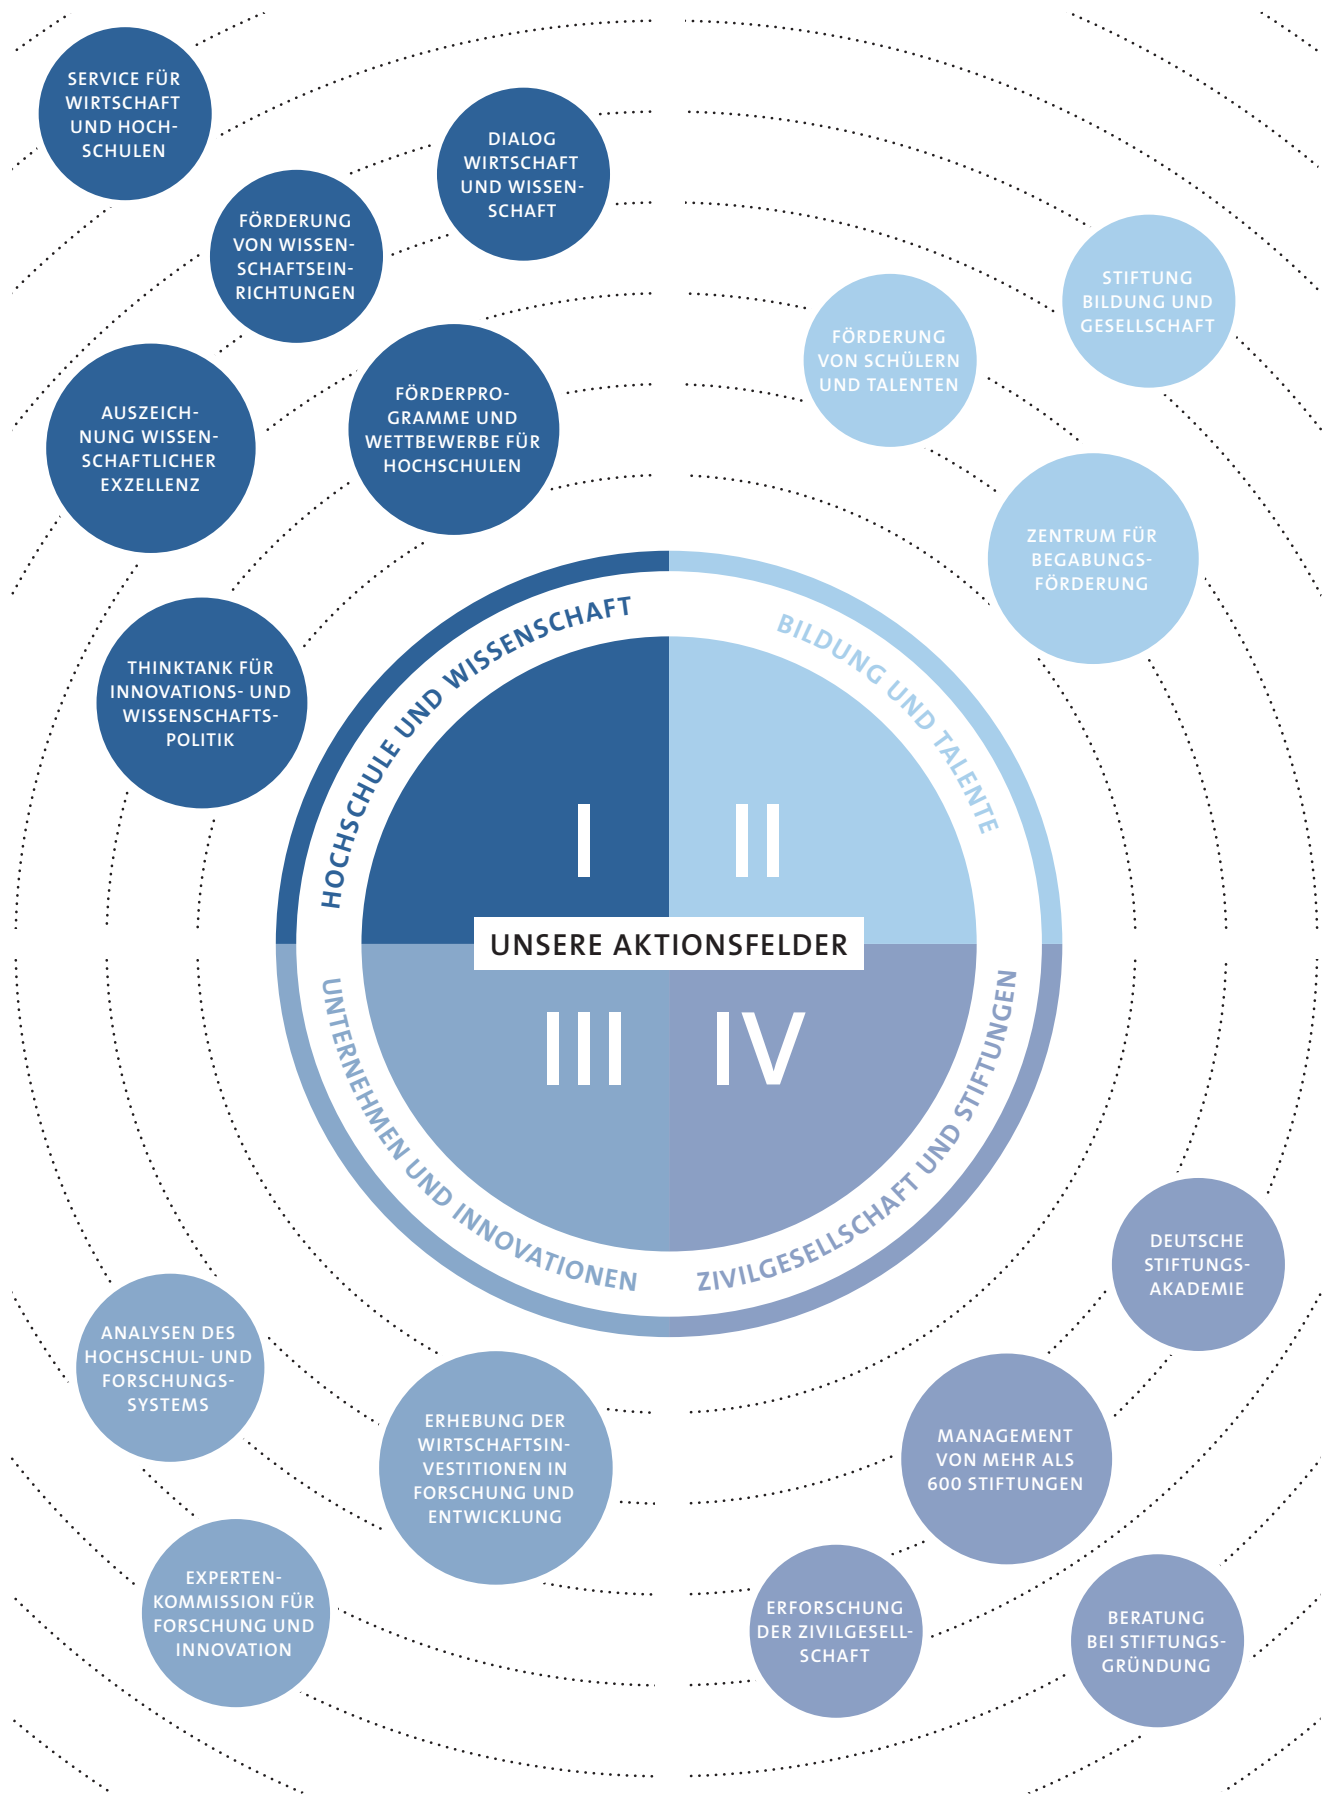 SERVICE FÜR
WIRTSCHAFT
UND HOCH-
SCHULEN
DIALOG
WIRTSCHAFT
UND WISSEN-
SCHAFT
FÖRDERUNG
VON WISSEN-
SCHAFTSEIN-
RICHTUNGEN
AUSZEICH-
NUNG WISSEN-
SCHAFTLICHER
EXZELLENZ
FÖRDERPRO-
GRAMME UND
WETTBEWERBE FÜR
HOCHSCHULEN
THINKTANK FÜR
INNOVATIONS- UND
WISSENSCHAFTS-
POLITIK
STIFTUNG
BILDUNG UND
GESELLSCHAFT
FÖRDERUNG
VON SCHÜLERN
UND TALENTEN
ZENTRUM FÜR
BEGABUNGS-
FÖRDERUNG
HOCHSCHULE UND WISSENSCHAFT
BILDUNG UND TALENTE
I
II
UNSERE AKTIONSFELDER
III
IV
UNTERNEHMEN UND INNOVATIONEN
ZIVILGESELLSCHAFT UND STIFTUNGEN
ANALYSEN DES
HOCHSCHUL- UND
FORSCHUNGS-
SYSTEMS
ERHEBUNG DER
WIRTSCHAFTSIN-
VESTITIONEN IN
FORSCHUNG UND
ENTWICKLUNG
EXPERTEN-
KOMMISSION FÜR
FORSCHUNG UND
INNOVATION
DEUTSCHE
STIFTUNGS-
AKADEMIE
MANAGEMENT
VON MEHR ALS
600 STIFTUNGEN
ERFORSCHUNG
DER ZIVILGESELL-
SCHAFT
BERATUNG
BEI STIFTUNGS-
GRÜNDUNG